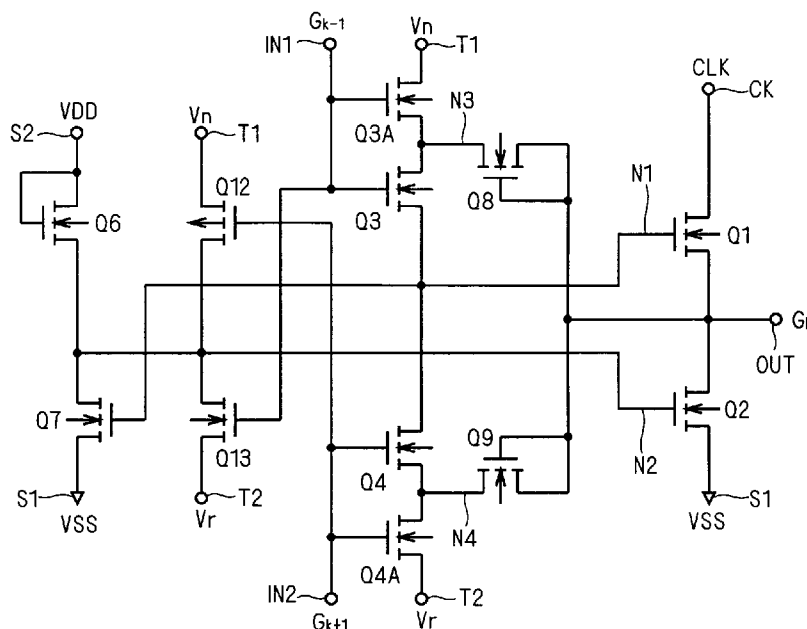 Gk-1
Vn
IN1
T1
CLK
CK
VDD
Vn
S2
T1
Q3A
N3
Q12
Q8
N1
Q6
Q3
Q1
G
OUT
Q7
Q13
Q9
Q2
Q4
N2
S1
T2
S1
VSS
Vr
N4
VSS
Q4A
IN2
T2
Gk+1
Vr